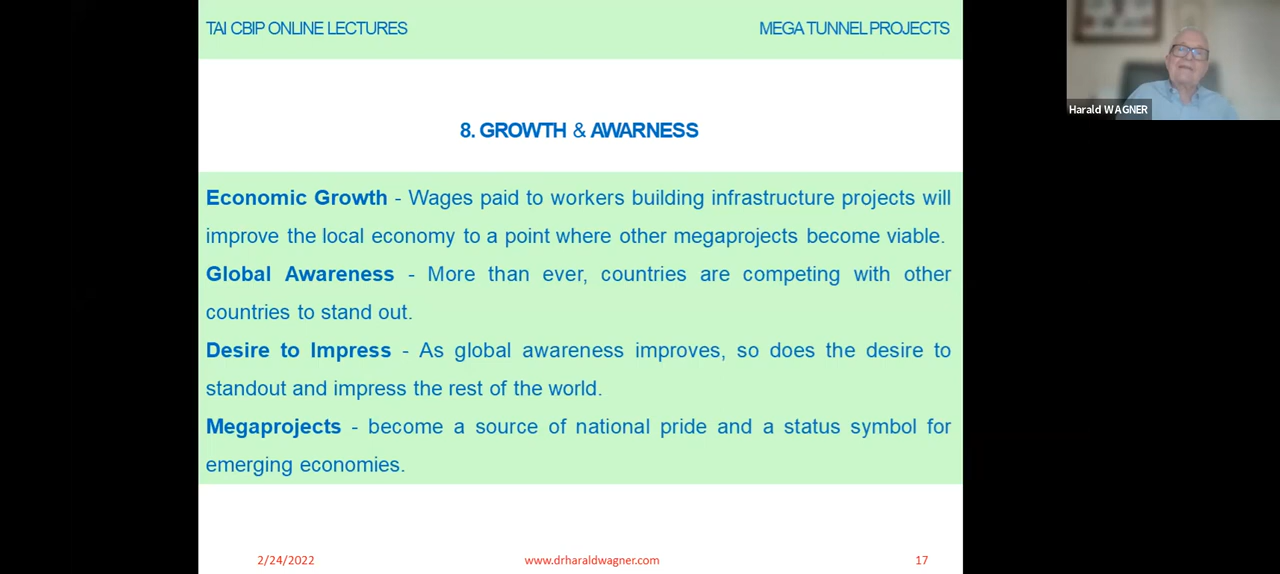 TAI CBIP ONLINE LECTURES MEGA TUNNEL PROJECTS
Harald WAGNER
8. GROWTH & AWARNESS
Economic Growth - Wages paid to workers building infrastructure projects will
improve the local economy to a point where other megaprojects become viable.
Global Awareness - More than ever, countries are competing with other
countries to stand out.
Desire to Impress - As global awareness improves, so does the desire to
standout and impress the rest of the world.
Megaprojects - become a source of national pride and a status symbol for
emerging economies.
2/24/2022 www.drharaldwagner.com 17